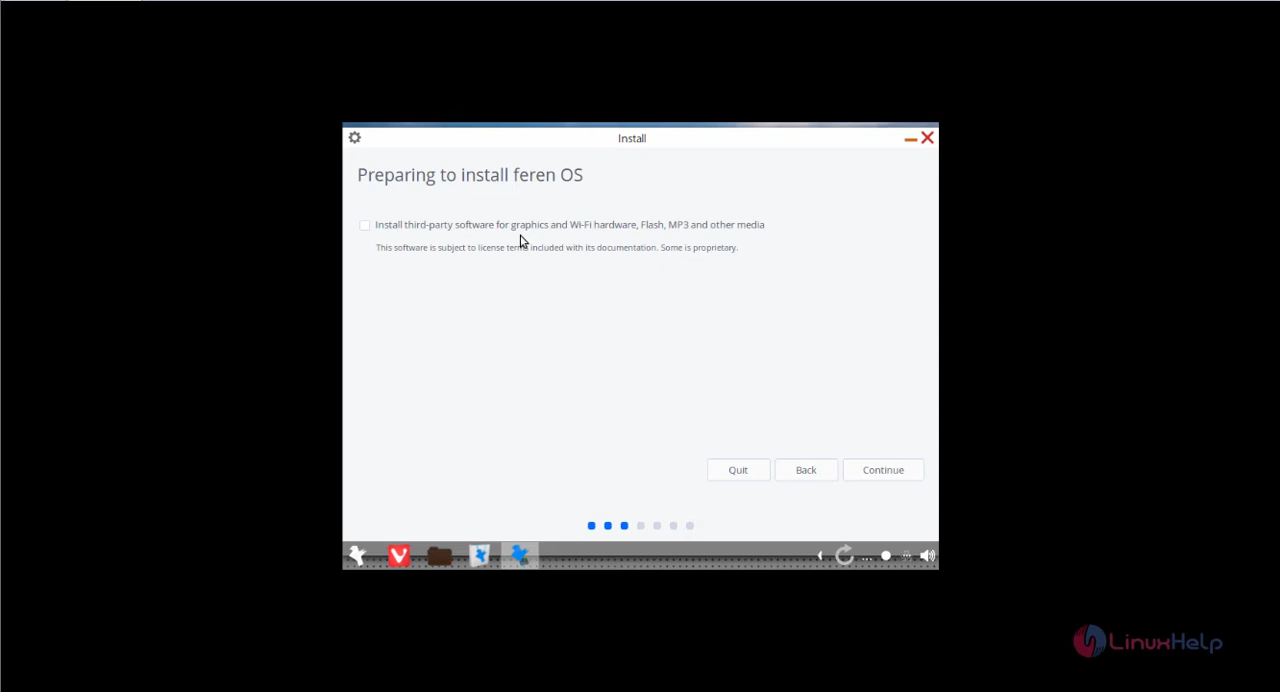 Install
Preparing to install feren OS
Install third-party software for graphics and Wi-Fi hardware, Flash, MP3 and other media
This software is subject to license terms included with its documentation. Some is proprietary.
Quit
Back
Continue
LinuxHelp